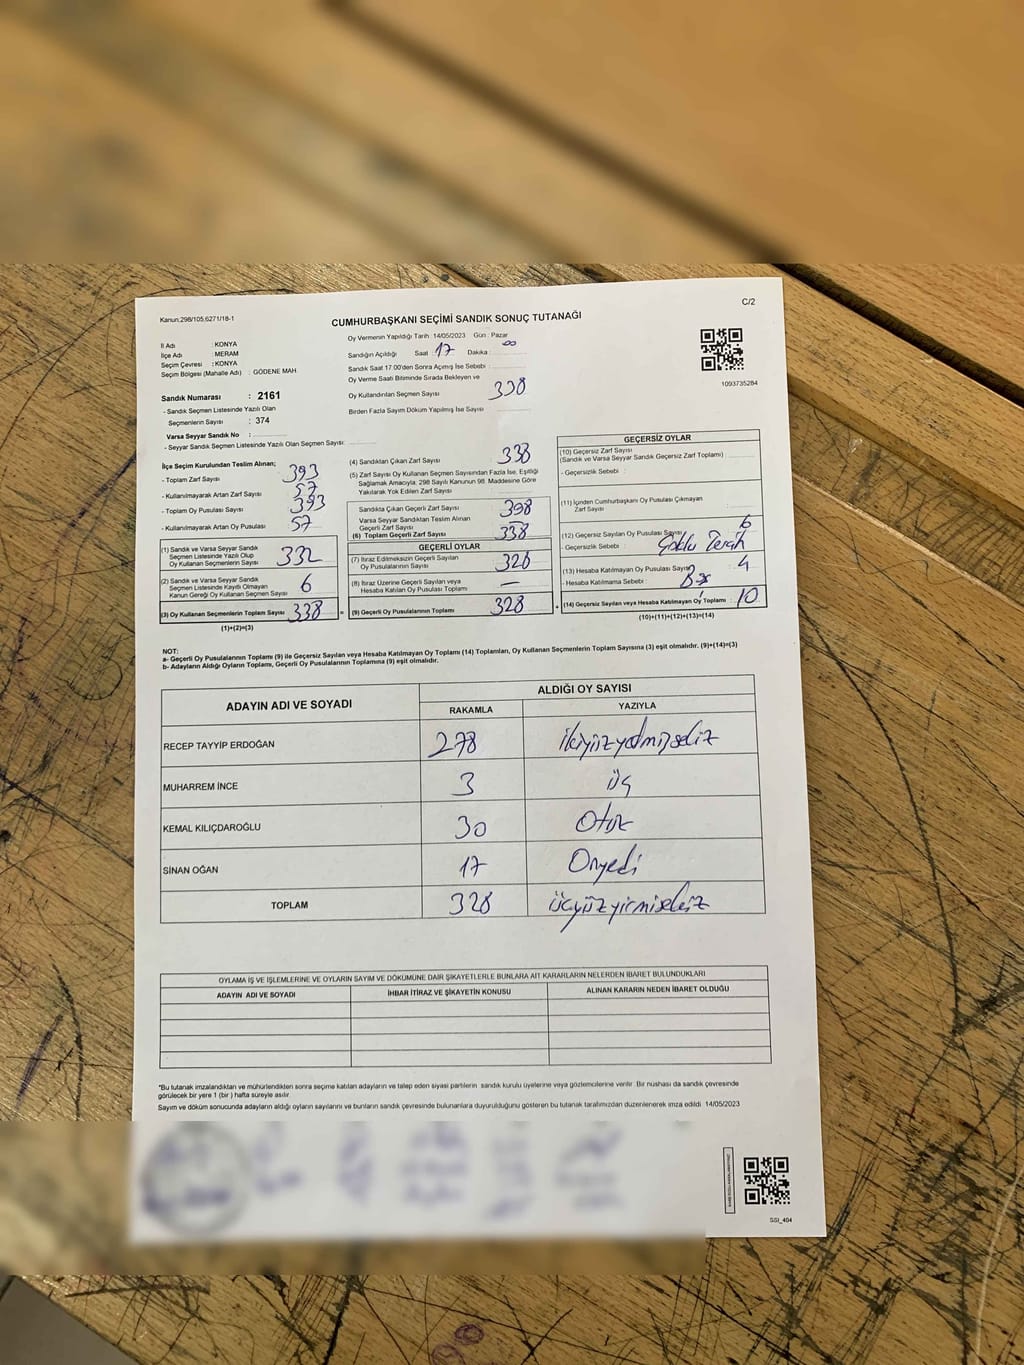 Kanun:298/105,6271/18-1
C/2
CUMHURBAŞKANI SEÇİMİ SANDIK SONUÇ TUTANAĞI
İl Adı : KONYA
İlçe Adı : MERAM
Seçim Çevresi : KONYA
Seçim Bölgesi (Mahalle Adı) : GÖDENE MAH
Sandık Numarası : 2161
- Sandık Seçmen Listesinde Yazılı Olan
Seçmenlerin Sayısı : 374
Varsa Seyyar Sandık No :
- Seyyar Sandık Seçmen Listesinde Yazılı Olan Seçmen Sayısı:
Oy Vermenin Yapıldığı Tarih : 14/05/2023 Gün : Pazar
Sandığın Açıldığı Saat : 17 Dakika : 00
Sandık Saat 17:00'den Sonra Açımış İse Sebebi :
Oy Verme Saati Bitiminde Sırada Bekleyen ve
Oy Kullandırılan Seçmen Sayısı 338
Birden Fazla Sayım Döküm Yapılmış İse Sayısı
1093735284
İlçe Seçim Kurulundan Teslim Alınan;
- Toplam Zarf Sayısı 393
- Kullanılmayarak Artan Zarf Sayısı 57
- Toplam Oy Pusulası Sayısı 393
- Kullanılmayarak Artan Oy Pusulası 57
(1) Sandık ve Varsa Seyyar Sandık
Seçmen Listesinde Yazılı Olup
Oy Kullanan Seçmenlerin Sayısı 332
(2) Sandık ve Varsa Seyyar Sandık
Seçmen Listesinde Kayıtlı Olmayan
Kanun Gereği Oy Kullanan Seçmen Sayısı 6
(3) Oy Kullanan Seçmenlerin Toplam Sayısı 338 =
(1)+(2)=(3)
(4) Sandıktan Çıkan Zarf Sayısı 338
(5) Zarf Sayısı Oy Kullanan Seçmen Sayısından Fazla İse, Eşitliği
Sağlamak Amacıyla, 298 Sayılı Kanunun 98. Maddesine Göre
Yakılarak Yok Edilen Zarf Sayısı
Sandıkta Çıkan Geçerli Zarf Sayısı 398
Varsa Seyyar Sandıktan Teslim Alınan
Geçerli Zarf Sayısı —
(6) Toplam Geçerli Zarf Sayısı 338
GEÇERLİ OYLAR
(7) İtiraz Edilmeksizin Geçerli Sayılan
Oy Pusulalarının Sayısı 328
(8) İtiraz Üzerine Geçerli Sayılan veya
Hesaba Katılan Oy Pusulası Toplamı —
(9) Geçerli Oy Pusulalarının Toplamı 328 +
GEÇERSİZ OYLAR
(10) Geçersiz Zarf Sayısı
(Sandık ve Varsa Seyyar Sandık Geçersiz Zarf Toplamı) :
- Geçersizlik Sebebi :
(11) İçinden Cumhurbaşkanı Oy Pusulası Çıkmayan
Zarf Sayısı :
(12) Geçersiz Sayılan Oy Pusulası Sayısı : 6
- Geçersizlik Sebebi : Çoklu Tercih
(13) Hesaba Katılmayan Oy Pusulası Sayısı : 4
- Hesaba Katılmama Sebebi : Boş
(14) Geçersiz Sayılan veya Hesaba Katılmayan Oy Toplamı : 10
(10)+(11)+(12)+(13)=(14)
NOT:
a- Geçerli Oy Pusulalarının Toplamı (9) ile Geçersiz Sayılan veya Hesaba Katılmayan Oy Toplamı (14) Toplamları, Oy Kullanan Seçmenlerin Toplam Sayısına (3) eşit olmalıdır. (9)+(14)=(3)
b- Adayların Aldığı Oyların Toplamı, Geçerli Oy Pusulalarının Toplamına (9) eşit olmalıdır.
ADAYIN ADI VE SOYADI
ALDIĞI OY SAYISI
RAKAMLA YAZIYLA
RECEP TAYYİP ERDOĞAN 278 ikiyüzyetmişsekiz
MUHARREM İNCE 3 üç
KEMAL KILIÇDAROĞLU 30 Otuz
SİNAN OĞAN 17 Onyedi
TOPLAM 328 üçyüzyirmisekiz
OYLAMA İŞ VE İŞLEMLERİNE VE OYLARIN SAYIM VE DÖKÜMÜNE DAİR ŞİKAYETLERLE BUNLARA AİT KARARLARIN NELERDEN İBARET BULUNDUKLARI
ADAYIN ADI VE SOYADI İHBAR İTİRAZ VE ŞİKAYETİN KONUSU ALINAN KARARIN NEDEN İBARET OLDUĞU
*Bu tutanak imzalandıktan ve mühürlendikten sonra seçime katılan adayların ve talep eden siyasi partilerin sandık kurulu üyelerine veya gözlemcilerine verilir. Bir nüshası da sandık çevresinde
görülecek bir yere 1 (bir ) hafta süreyle asılır.
Sayım ve döküm sonucunda adayların aldığı oyların sayılarını ve bunların sandık çevresinde bulunanlara duyurulduğunu gösteren bu tutanak tarafımızdan düzenlenerek imza edildi. 14/05/2023
SSI_404